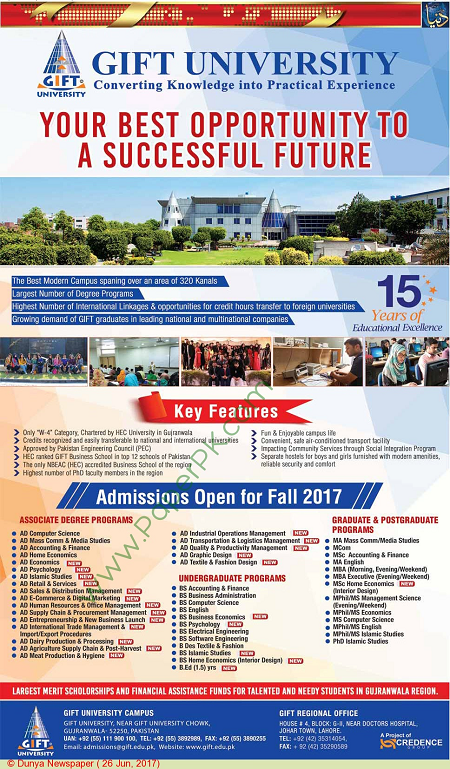 دنیا
GIFT UNIVERSITY
Converting Knowledge into Practical Experience
GIFT
UNIVERSITY
YOUR BEST OPPORTUNITY TO
A SUCCESSFUL FUTURE
The Best Modern Campus spaning over an area of 320 Kanals
Largest Number of Degree Programs
Highest Number of International Linkages & opportunities for credit hours transfer to foreign universities
Growing demand of GIFT graduates in leading national and multinational companies
15
Years of
Educational Excellence
Key Features
Only "W-4" Category, Chartered by HEC University in Gujranwala
Credits recognized and easily transferable to national and international universities
Approved by Pakistan Engineering Council (PEC)
HEC ranked GIFT Business School in top 12 schools of Pakistan
The only NBEAC (HEC) accredited Business School of the region
Highest number of PhD faculty members in the region
Fun & Enjoyable campus life
Convenient, safe air-conditioned transport facility
Impacting Community Services through Social Integration Program
Separate hostels for boys and girls furnished with modern amenities,
reliable security and comfort
www.PaperPK.com
Admissions Open for Fall 2017
ASSOCIATE DEGREE PROGRAMS
AD Computer Science
AD Mass Comm & Media Studies
AD Accounting & Finance
AD Home Economics
AD Economics NEW
AD Psychology NEW
AD Islamic Studies NEW
AD Retail & Services NEW
AD Sales & Distribution Management NEW
AD E-Commerce & Digital Marketing NEW
AD Human Resources & Office Management NEW
AD Supply Chain & Procurement Management NEW
AD Entrepreneurship & New Business Launch NEW
AD International Trade Management & NEW
Import/Export Procedures
AD Dairy Production & Processing NEW
AD Agriculture Supply Chain & Post-Harvest NEW
AD Meat Production & Hygiene NEW
AD Industrial Operations Management NEW
AD Transportation & Logistics Management NEW
AD Quality & Productivity Management NEW
AD Graphic Design NEW
AD Textile & Fashion Design NEW
UNDERGRADUATE PROGRAMS
BS Accounting & Finance
BS Business Administration
BS Computer Science
BS English
BS Business Economics NEW
BS Psychology NEW
BS Electrical Engineering
BS Software Engineering
B Des Textile & Fashion
BS Islamic Studies NEW
BS Home Economics (Interior Design) NEW
B.Ed (1.5) yrs NEW
GRADUATE & POSTGRADUATE
PROGRAMS
MA Mass Comm/Media Studies
MCom
MSc Accounting & Finance
MA English
MBA (Morning, Evening/Weekend)
MBA Executive (Evening/Weekend)
MSc Home Economics NEW
(Interior Design)
MPhil/MS Management Science
(Evening/Weekend)
MPhil/MS Economics
MS Computer Science
MPhil/MS English
MPhil/MS Islamic Studies
PhD Islamic Studies
LARGEST MERIT SCHOLORSHIPS AND FINANCIAL ASSISTANCE FUNDS FOR TALENTED AND NEEDY STUDENTS IN GUJRANWALA REGION.
GIFT
UNIVERSITY
GIFT UNIVERSITY CAMPUS
GIFT UNIVERSITY, NEAR GIFT UNIVERSITY CHOWK,
GUJRANWALA- 52250, PAKISTAN
UAN: +92 (55) 111 900 100, TEL: +92 (55) 3892989, FAX: +92 (55) 3890255
Email: admissions@gift.edu.pk, Website: www.gift.edu.pk
GIFT REGIONAL OFFICE
HOUSE # 4, BLOCK: G-II, NEAR DOCTORS HOSPITAL,
JOHAR TOWN, LAHORE.
TEL: +92 (42) 35314054,
FAX: + 92 (42) 35290589
A Project of
CREDENCE
GROUP
© Dunya Newspaper ( 26 Jun, 2017)